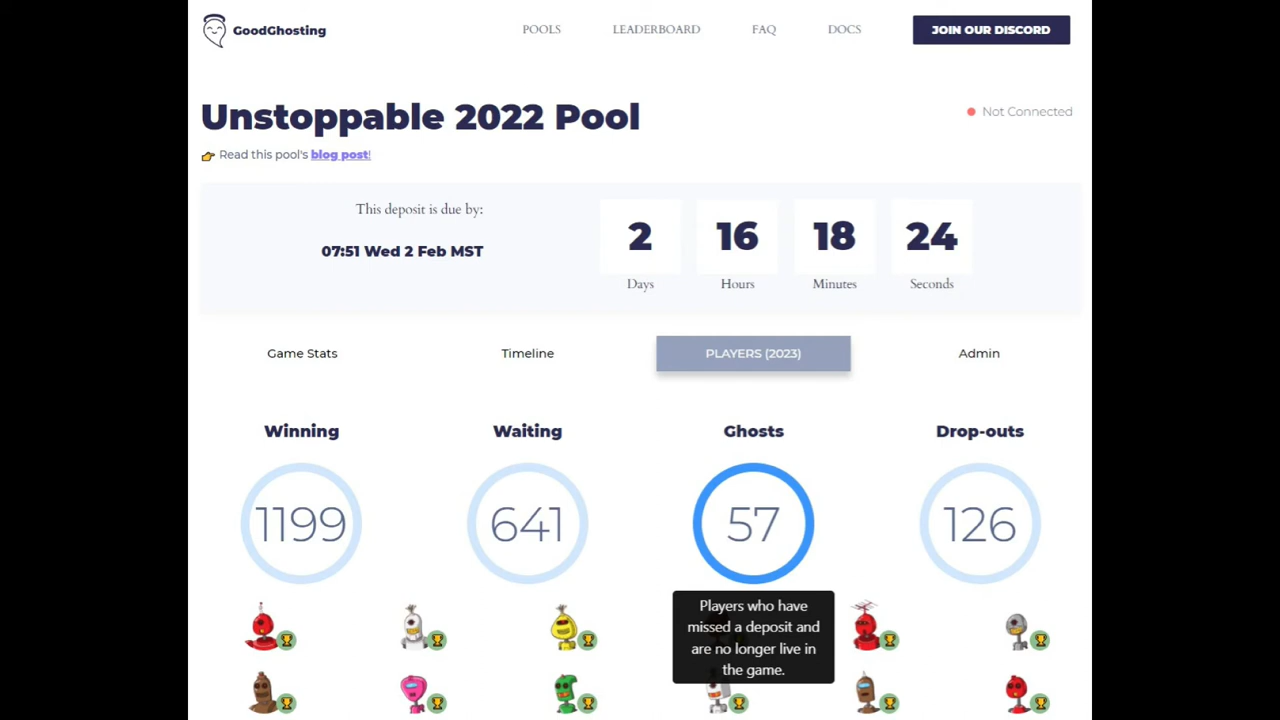 GoodGhosting
POOLS
LEADERBOARD
FAQ
DOCS
JOIN OUR DISCORD
Unstoppable 2022 Pool
Not Connected
👉 Read this pool's blog post!
This deposit is due by:
07:51 Wed 2 Feb MST
2
16
18
24
Days
Hours
Minutes
Seconds
Game Stats
Timeline
PLAYERS (2023)
Admin
Winning
Waiting
Ghosts
Drop-outs
1199
641
57
126
Players who have
missed a deposit and
are no longer live in
the game.